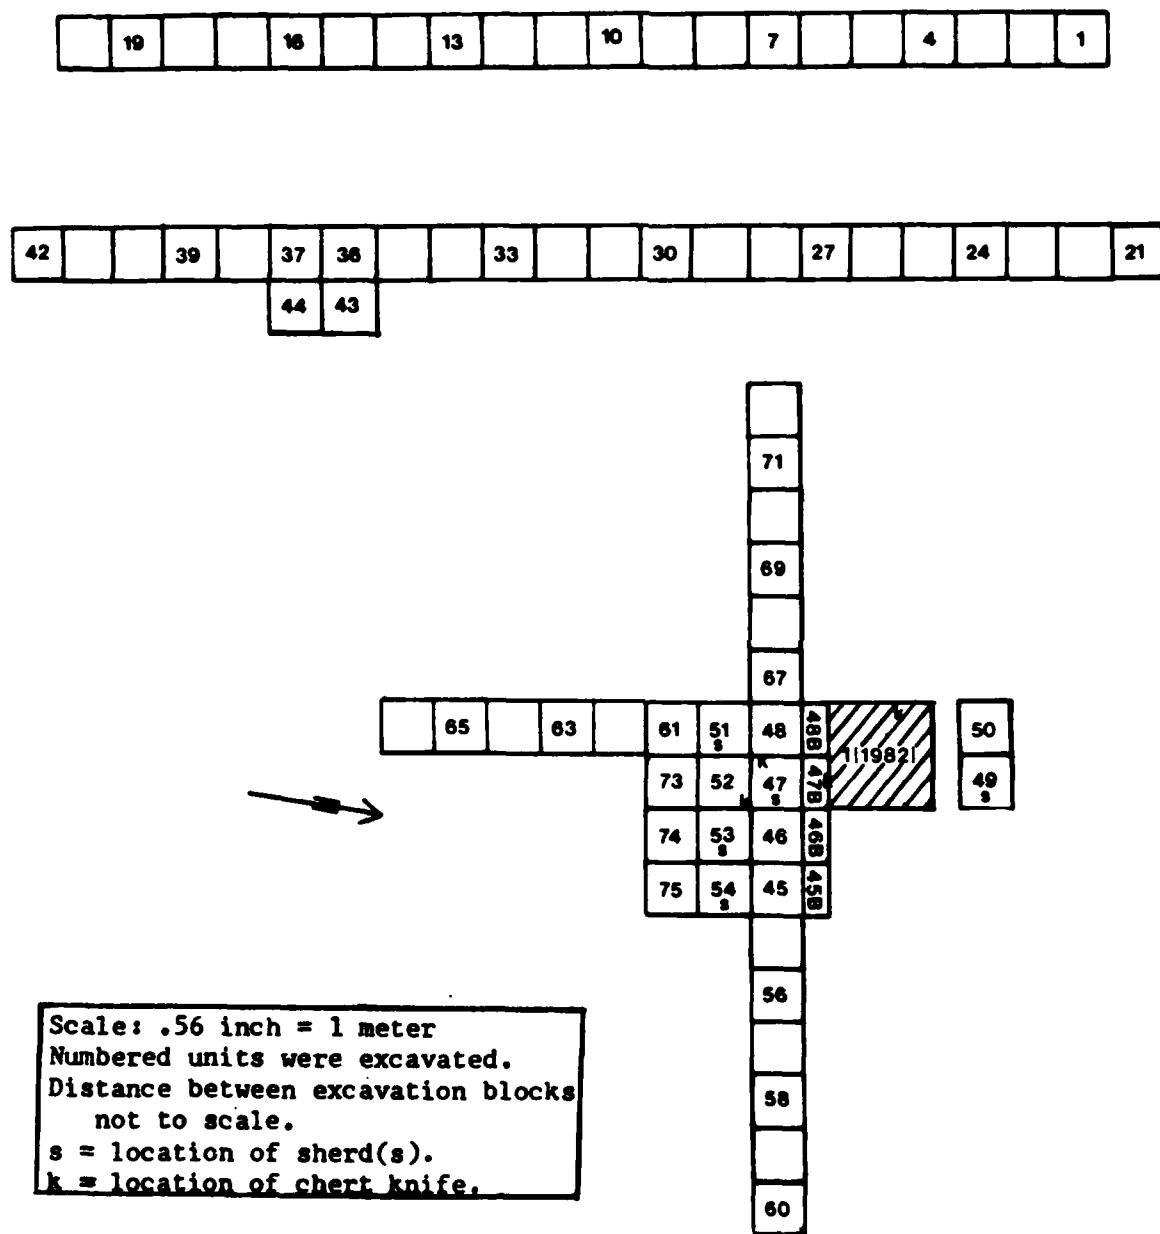 19 16 13 10 7 4 1
42 39 37 36 33 30 27 24 21
44 43
71
69
67
65 63 61 51 48 48B 1(1982) 50
s
k
k
73 52 47 47B 49
k s s
74 53 46 46B
s
75 54 45 45B
s
56
58
60
Scale: .56 inch = 1 meter
Numbered units were excavated.
Distance between excavation blocks
not to scale.
s = location of sherd(s).
k = location of chert knife.